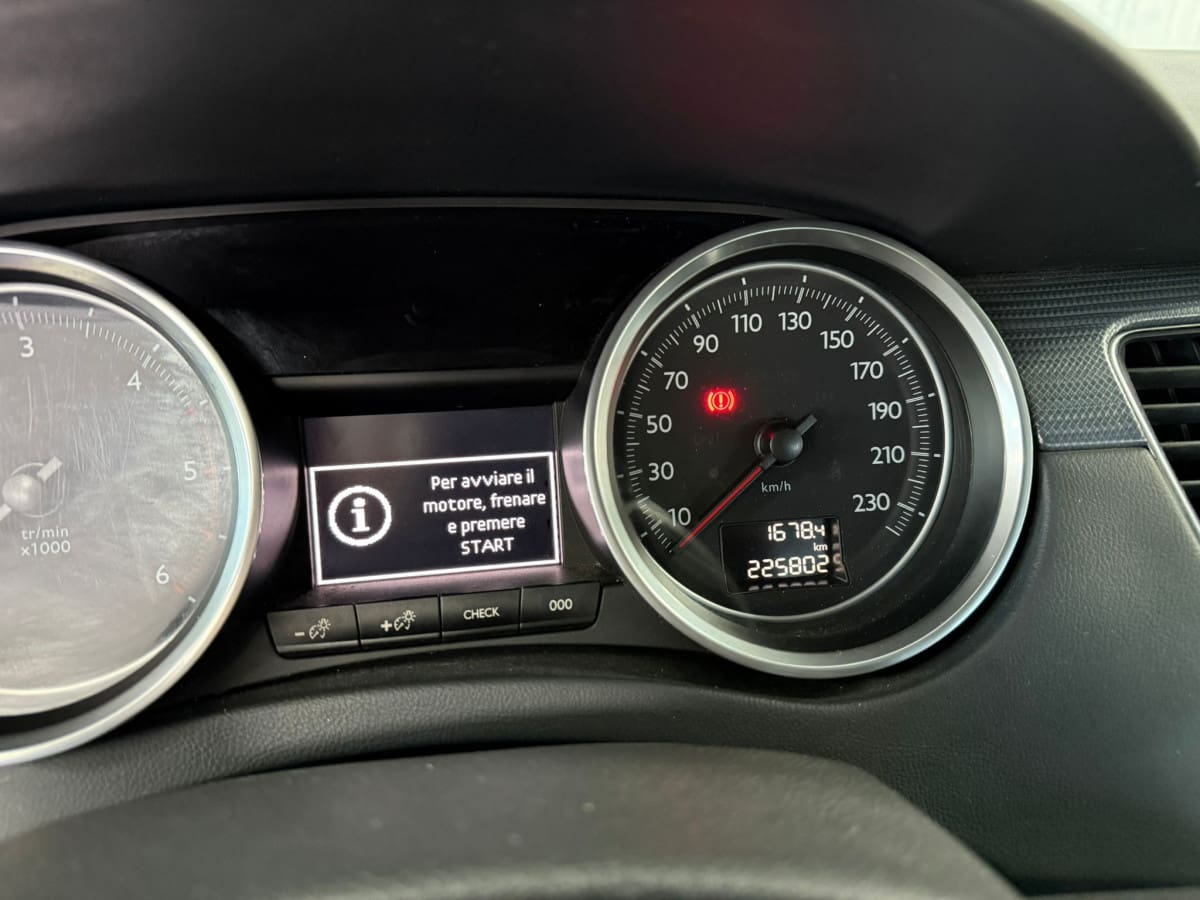 3
4
5
6
tr/min
x1000
Per avviare il
motore, frenare
e premere
START
-
+
CHECK
000
10
30
50
70
90
110
130
150
170
190
210
230
km/h
1678.4
km
225802